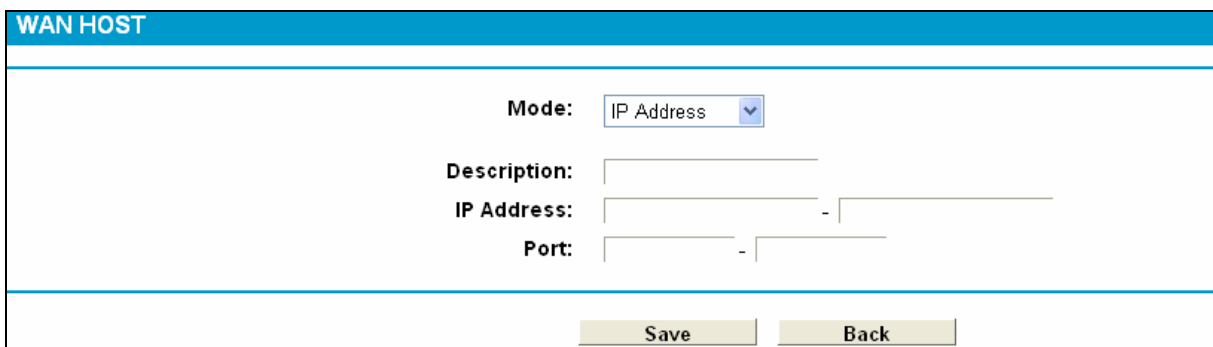 WAN HOST
Mode: IP Address
Description:
IP Address: -
Port: -
Save Back